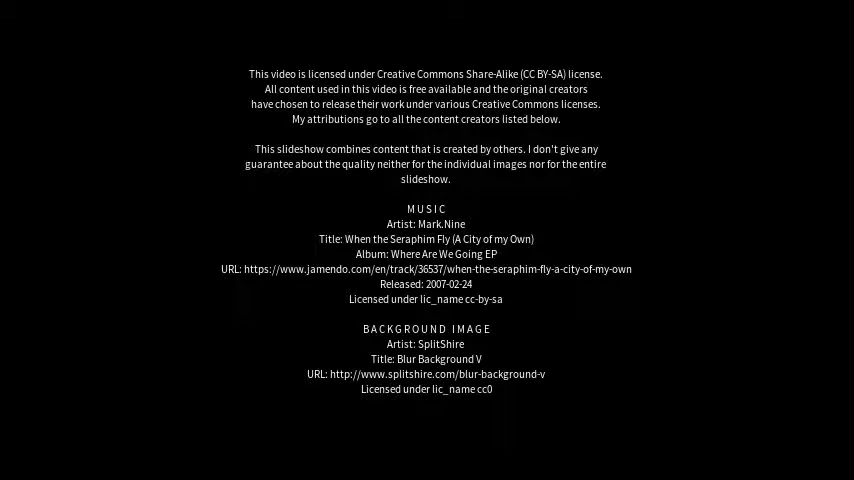 This video is licensed under Creative Commons Share-Alike (CC BY-SA) license.
All content used in this video is free available and the original creators
have chosen to release their work under various Creative Commons licenses.
My attributions go to all the content creators listed below.
This slideshow combines content that is created by others. I don't give any
guarantee about the quality neither for the individual images nor for the entire
slideshow.
MUSIC
Artist: Mark.Nine
Title: When the Seraphim Fly (A City of my Own)
Album: Where Are We Going EP
URL: https://www.jamendo.com/en/track/36537/when-the-seraphim-fly-a-city-of-my-own
Released: 2007-02-24
Licensed under lic_name cc-by-sa
BACKGROUND IMAGE
Artist: SplitShire
Title: Blur Background V
URL: http://www.splitshire.com/blur-background-v
Licensed under lic_name cc0